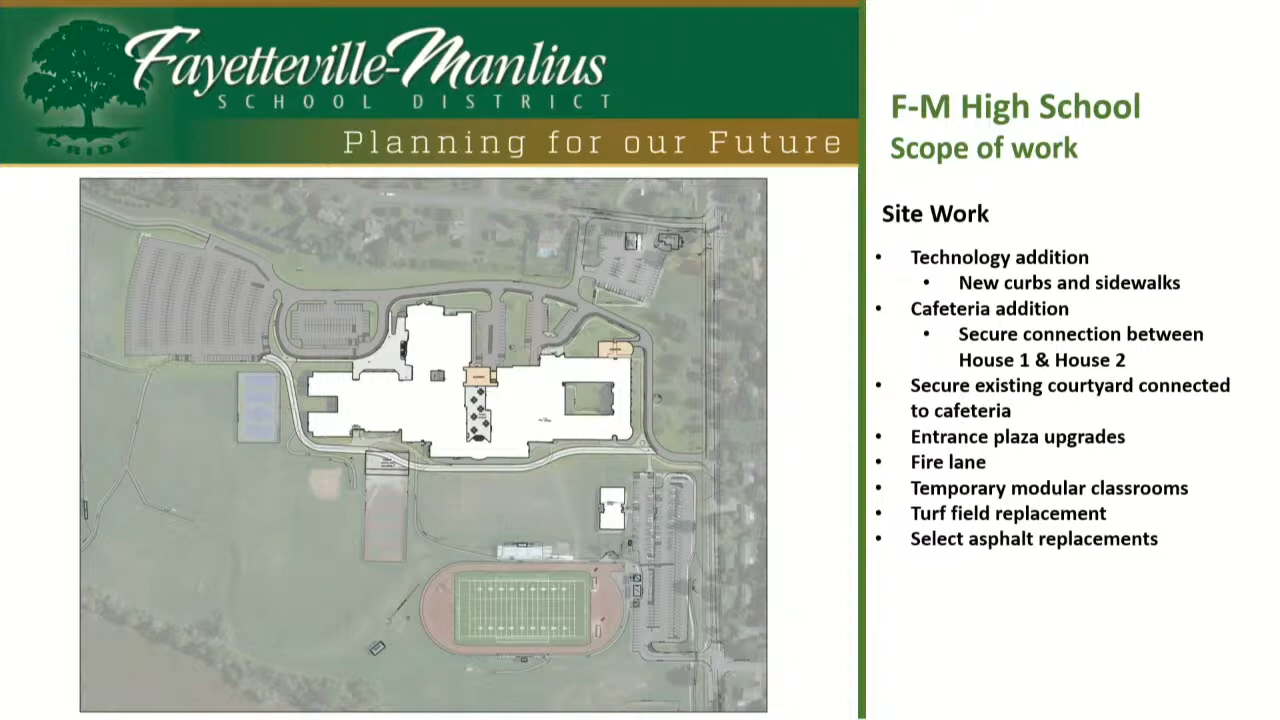 Fayetteville-Manlius
SCHOOL DISTRICT
PRIDE
Planning for our Future
F-M High School
Scope of work
Site Work
• Technology addition
• New curbs and sidewalks
• Cafeteria addition
• Secure connection between
House 1 & House 2
• Secure existing courtyard connected
to cafeteria
• Entrance plaza upgrades
• Fire lane
• Temporary modular classrooms
• Turf field replacement
• Select asphalt replacements